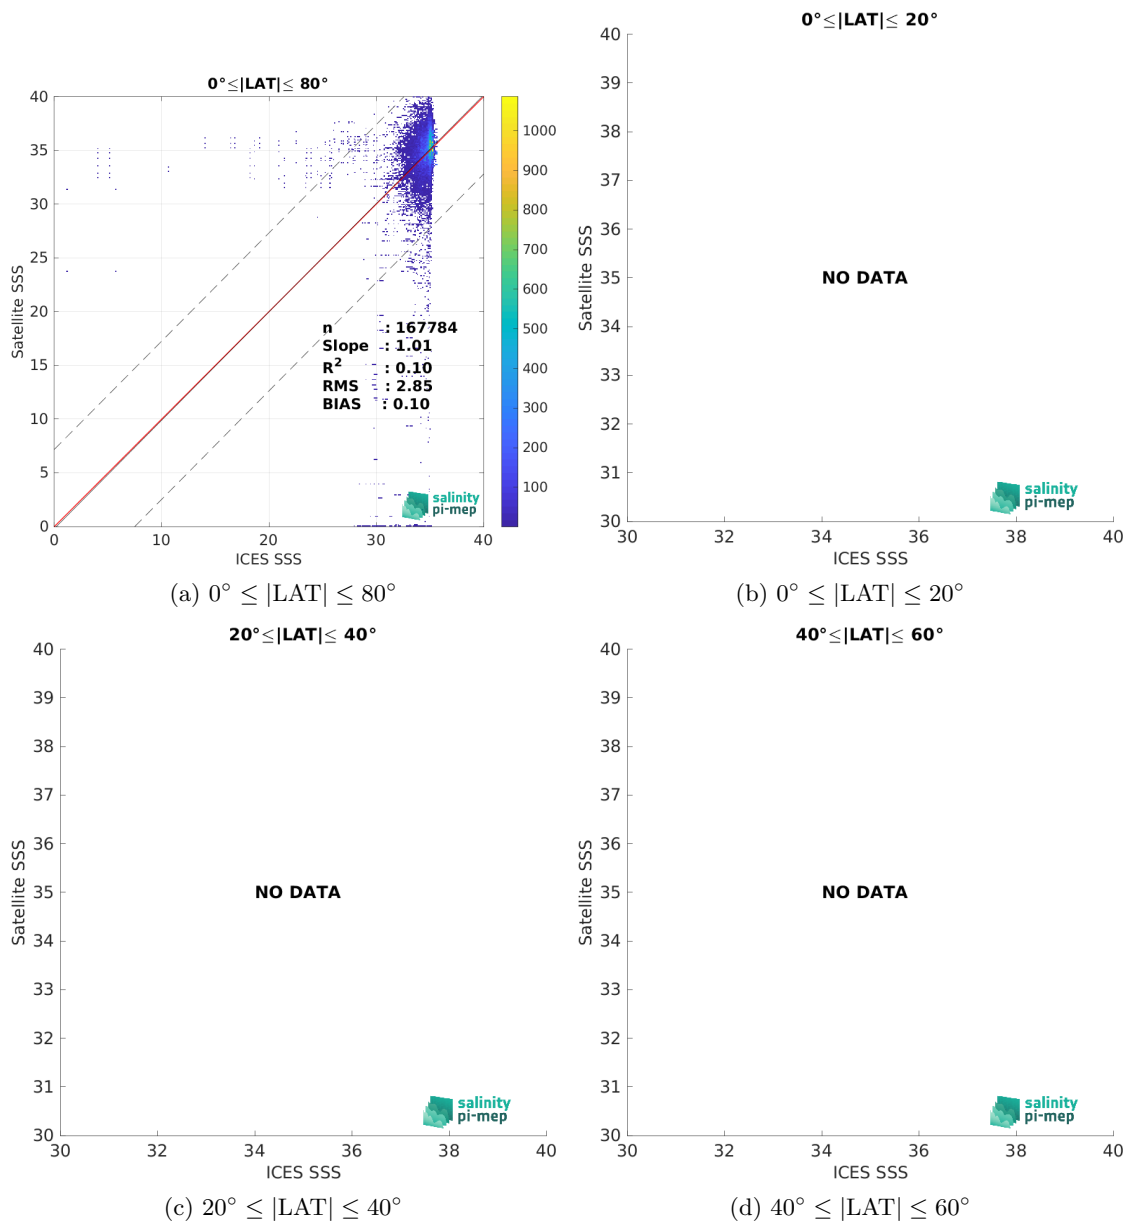 0°≤|LAT|≤ 80°
40
35
30
25
20
15
10
5
0
0
10
20
30
40
Satellite SSS
ICES SSS
n : 167784
Slope : 1.01
R² : 0.10
RMS : 2.85
BIAS : 0.10
salinity
pi-mep
1000
900
800
700
600
500
400
300
200
100
(a) 0° ≤ |LAT| ≤ 80°
0°≤|LAT|≤ 20°
40
39
38
37
36
35
34
33
32
31
30
30
32
34
36
38
40
Satellite SSS
ICES SSS
NO DATA
salinity
pi-mep
(b) 0° ≤ |LAT| ≤ 20°
20°≤|LAT|≤ 40°
40
39
38
37
36
35
34
33
32
31
30
30
32
34
36
38
40
Satellite SSS
ICES SSS
NO DATA
salinity
pi-mep
(c) 20° ≤ |LAT| ≤ 40°
40°≤|LAT|≤ 60°
40
39
38
37
36
35
34
33
32
31
30
30
32
34
36
38
40
Satellite SSS
ICES SSS
NO DATA
salinity
pi-mep
(d) 40° ≤ |LAT| ≤ 60°